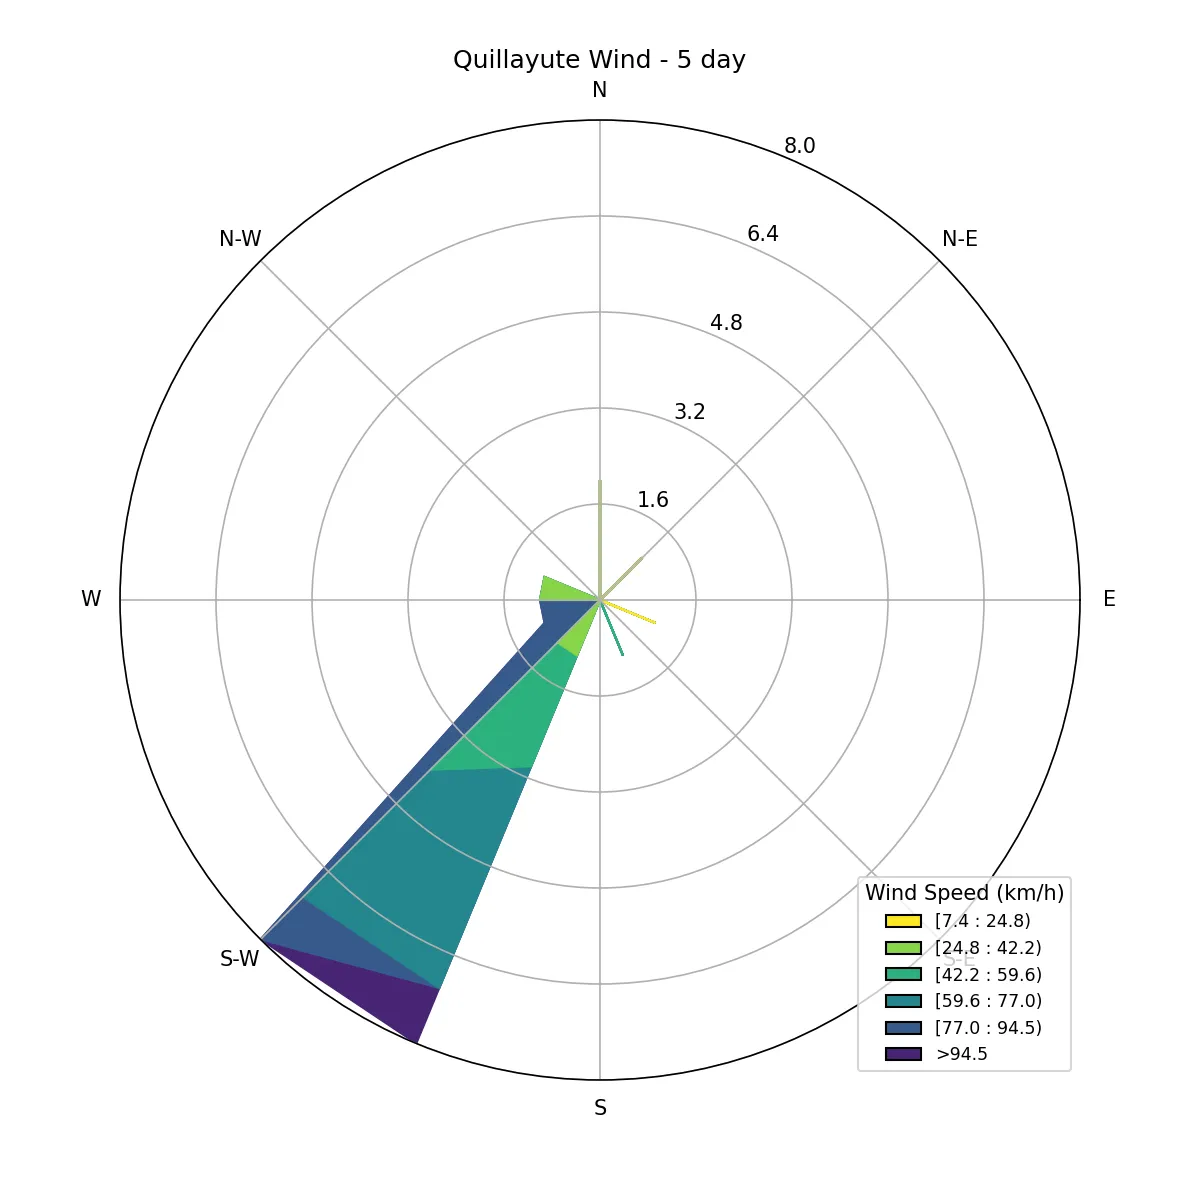 Quillayute Wind - 5 day
N
8.0
6.4
N-W
N-E
4.8
3.2
1.6
W
E
S-W
S-E
Wind Speed (km/h)
[7.4 : 24.8)
[24.8 : 42.2)
[42.2 : 59.6)
[59.6 : 77.0)
[77.0 : 94.5)
>94.5
S